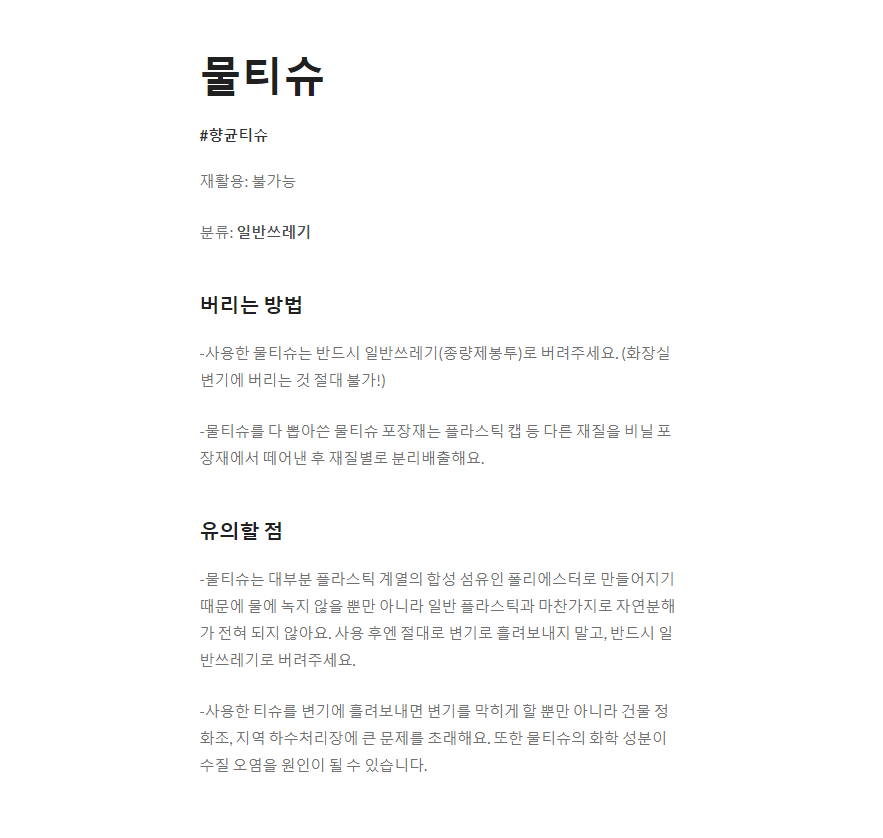 물티슈
#향균티슈
재활용: 불가능
분류: 일반쓰레기
버리는 방법
-사용한 물티슈는 반드시 일반쓰레기(종량제봉투)로 버려주세요. (화장실
변기에 버리는 것 절대 불가!)
-물티슈를 다 뽑아쓴 물티슈 포장재는 플라스틱 캡 등 다른 재질을 비닐 포
장재에서 떼어낸 후 재질별로 분리배출해요.
유의할 점
-물티슈는 대부분 플라스틱 계열의 합성 섬유인 폴리에스터로 만들어지기
때문에 물에 녹지 않을 뿐만 아니라 일반 플라스틱과 마찬가지로 자연분해
가 전혀 되지 않아요. 사용 후엔 절대로 변기로 흘려보내지 말고, 반드시 일
반쓰레기로 버려주세요.
-사용한 티슈를 변기에 흘려보내면 변기를 막히게 할 뿐만 아니라 건물 정
화조, 지역 하수처리장에 큰 문제를 초래해요. 또한 물티슈의 화학 성분이
수질 오염을 원인이 될 수 있습니다.